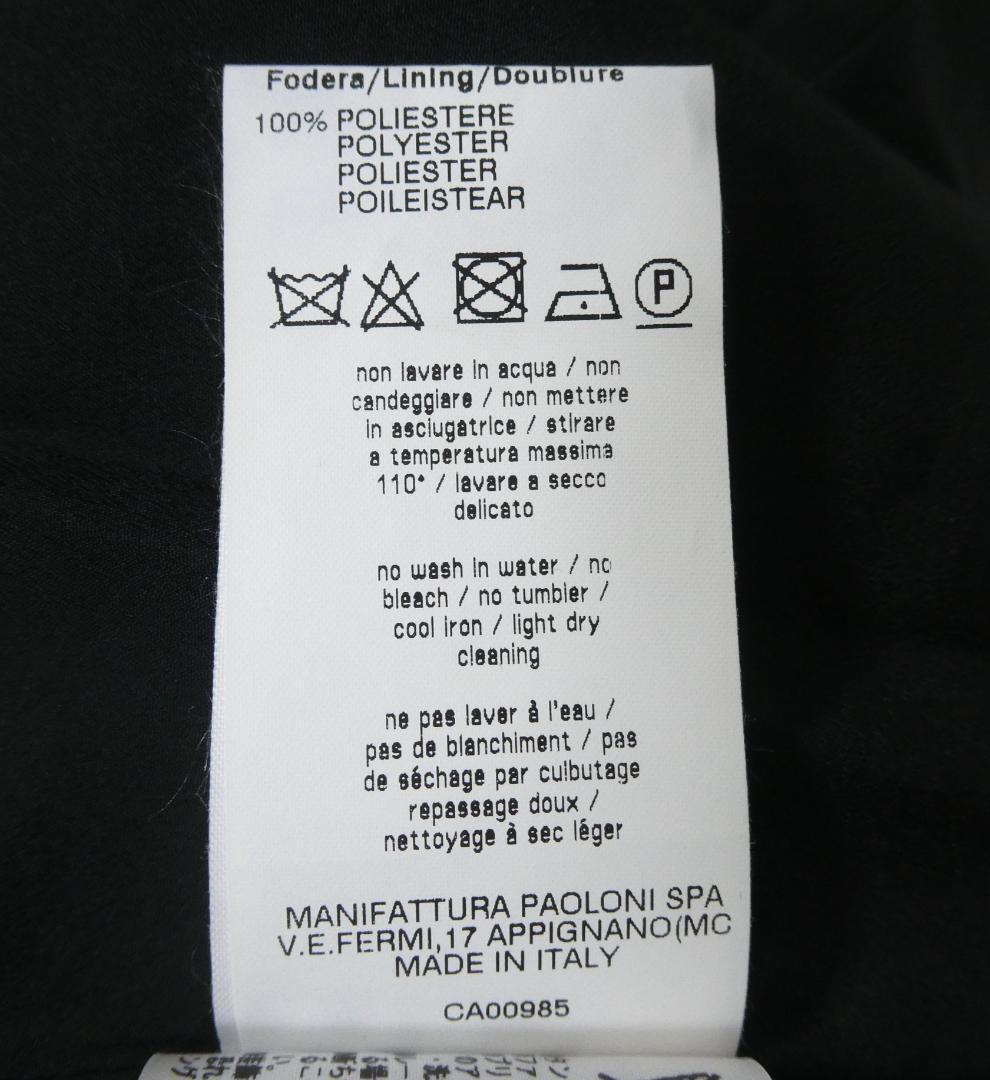 Fodera/Lining/Doublure
100% POLIESTERE
POLYESTER
POLIESTER
POILEISTEAR
P
non lavare in acqua / non
candeggiare / non mettere
in asciugatrice / stirare
a temperatura massima
110° / lavare a secco
delicato
no wash in water / no
bleach / no tumbler /
cool iron / light dry
cleaning
ne pas laver à l'eau /
pas de blanchiment / pas
de séchage par culbutage
repassage doux /
nettoyage à sec léger
MANIFATTURA PAOLONI SPA
V.E.FERMI,17 APPIGNANO(MC
MADE IN ITALY
CA00985